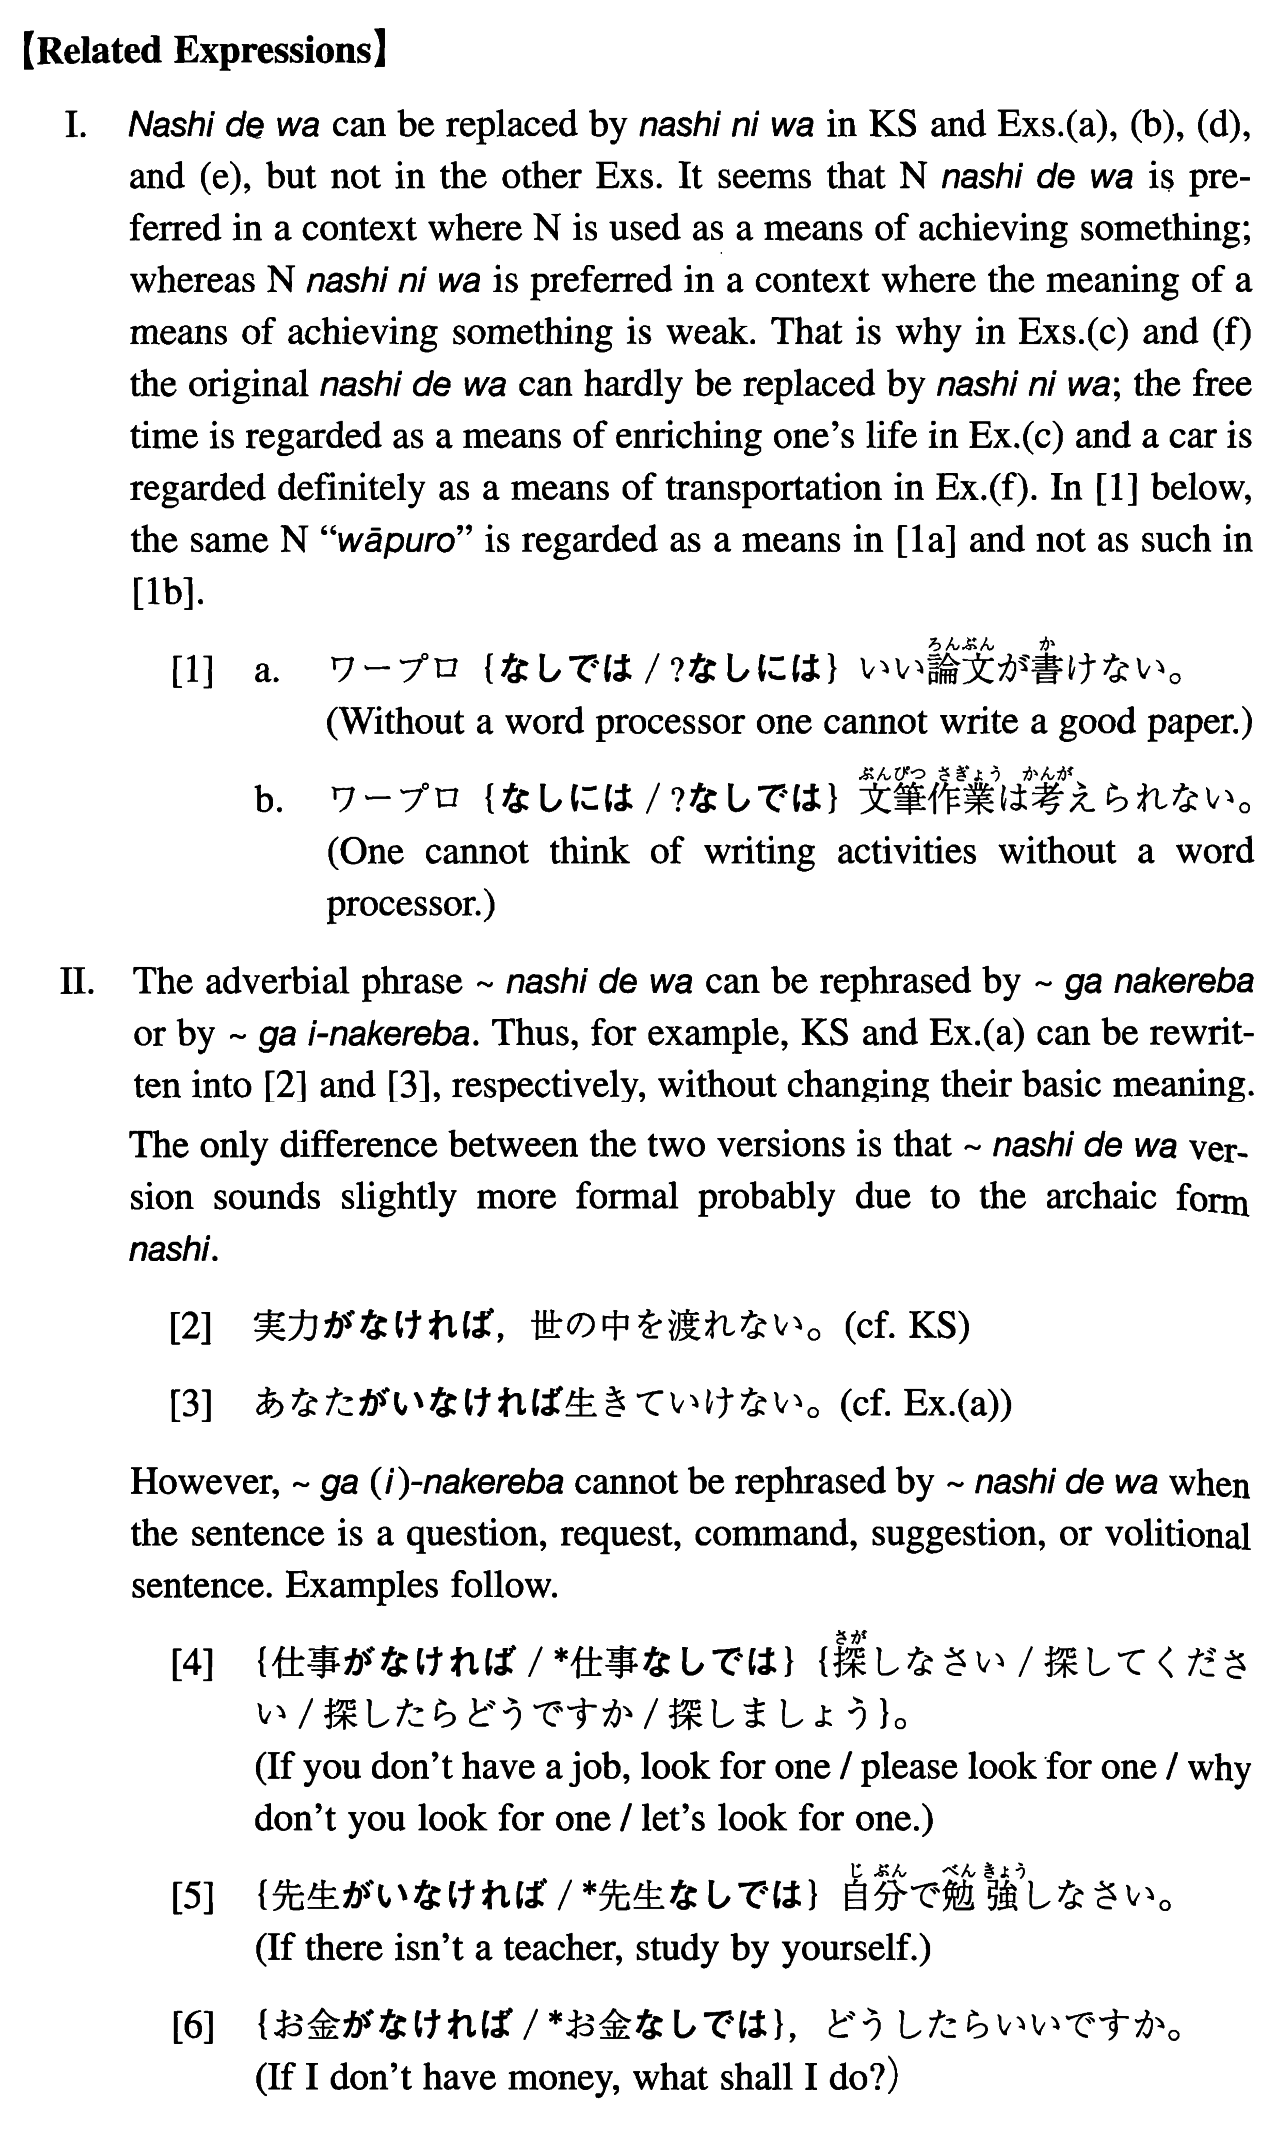 【Related Expressions】
I. Nashi de wa can be replaced by nashi ni wa in KS and Exs.(a), (b), (d),
and (e), but not in the other Exs. It seems that N nashi de wa is pre-
ferred in a context where N is used as a means of achieving something;
whereas N nashi ni wa is preferred in a context where the meaning of a
means of achieving something is weak. That is why in Exs.(c) and (f)
the original nashi de wa can hardly be replaced by nashi ni wa; the free
time is regarded as a means of enriching one's life in Ex.(c) and a car is
regarded definitely as a means of transportation in Ex.(f). In [1] below,
the same N “wāpuro” is regarded as a means in [1a] and not as such in
[1b].
ろんぶん か
[1] a. ワープロ {なしでは / ?なしには} いい論文が書けない。
(Without a word processor one cannot write a good paper.)
ぶんぴつ さぎょう かんが
b. ワープロ {なしには / ?なしでは} 文筆作業は考えられない。
(One cannot think of writing activities without a word
processor.)
II. The adverbial phrase ~ nashi de wa can be rephrased by ~ ga nakereba
or by ~ ga i-nakereba. Thus, for example, KS and Ex.(a) can be rewrit-
ten into [2] and [3], respectively, without changing their basic meaning.
The only difference between the two versions is that ~ nashi de wa ver-
sion sounds slightly more formal probably due to the archaic form
nashi.
[2] 実力がなければ, 世の中を渡れない。(cf. KS)
[3] あなたがいなければ生きていけない。(cf. Ex.(a))
However, ~ ga (i)-nakereba cannot be rephrased by ~ nashi de wa when
the sentence is a question, request, command, suggestion, or volitional
sentence. Examples follow.
さが
[4] {仕事がなければ / *仕事なしでは} {探しなさい / 探してくださ
い / 探したらどうですか / 探しましょう}。
(If you don't have a job, look for one / please look for one / why
don't you look for one / let's look for one.)
じぶん べんきょう
[5] {先生がいなければ / *先生なしでは} 自分で勉強しなさい。
(If there isn't a teacher, study by yourself.)
[6] {お金がなければ / *お金なしでは}, どうしたらいいですか。
(If I don't have money, what shall I do?)